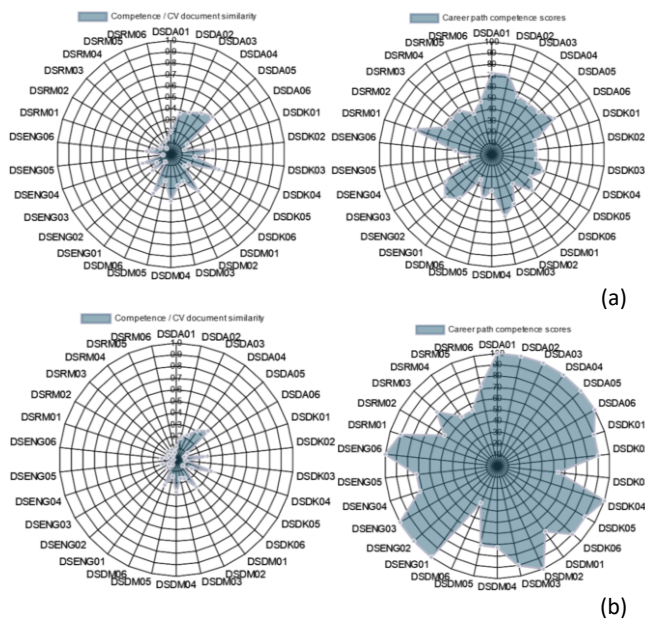 Competence / CV document similarity
DSDA01
DSDA02
DSDA03
DSDA04
DSDA05
DSDA06
DSDK01
DSDK02
DSDK03
DSDK04
DSDK05
DSDK06
DSDM01
DSDM02
DSDM03
DSDM04
DSDM05
DSDM06
DSENG01
DSENG02
DSENG03
DSENG04
DSENG05
DSENG06
DSRM01
DSRM02
DSRM03
DSRM04
DSRM05
DSRM06
Career path competence scores
DSDA01
DSDA02
DSDA03
DSDA04
DSDA05
DSDA06
DSDK01
DSDK02
DSDK03
DSDK04
DSDK05
DSDK06
DSDM01
DSDM02
DSDM03
DSDM04
DSDM05
DSDM06
DSENG01
DSENG02
DSENG03
DSENG04
DSENG05
DSENG06
DSRM01
DSRM02
DSRM03
DSRM04
DSRM05
DSRM06
(a)
Competence / CV document similarity
DSDA01
DSDA02
DSDA03
DSDA04
DSDA05
DSDA06
DSDK01
DSDK02
DSDK03
DSDK04
DSDK05
DSDK06
DSDM01
DSDM02
DSDM03
DSDM04
DSDM05
DSDM06
DSENG01
DSENG02
DSENG03
DSENG04
DSENG05
DSENG06
DSRM01
DSRM02
DSRM03
DSRM04
DSRM05
DSRM06
Career path competence scores
DSDA01
DSDA02
DSDA03
DSDA04
DSDA05
DSDA06
DSDK01
DSDK0
DSDK0
DSDK04
DSDK05
DSDK06
DSDM01
DSDM02
DSDM03
DSDM04
DSDM05
DSDM06
DSENG01
DSENG02
DSENG03
DSENG04
DSENG05
DSENG06
DSRM01
DSRM02
DSRM03
DSRM04
DSRM05
DSRM06
(b)